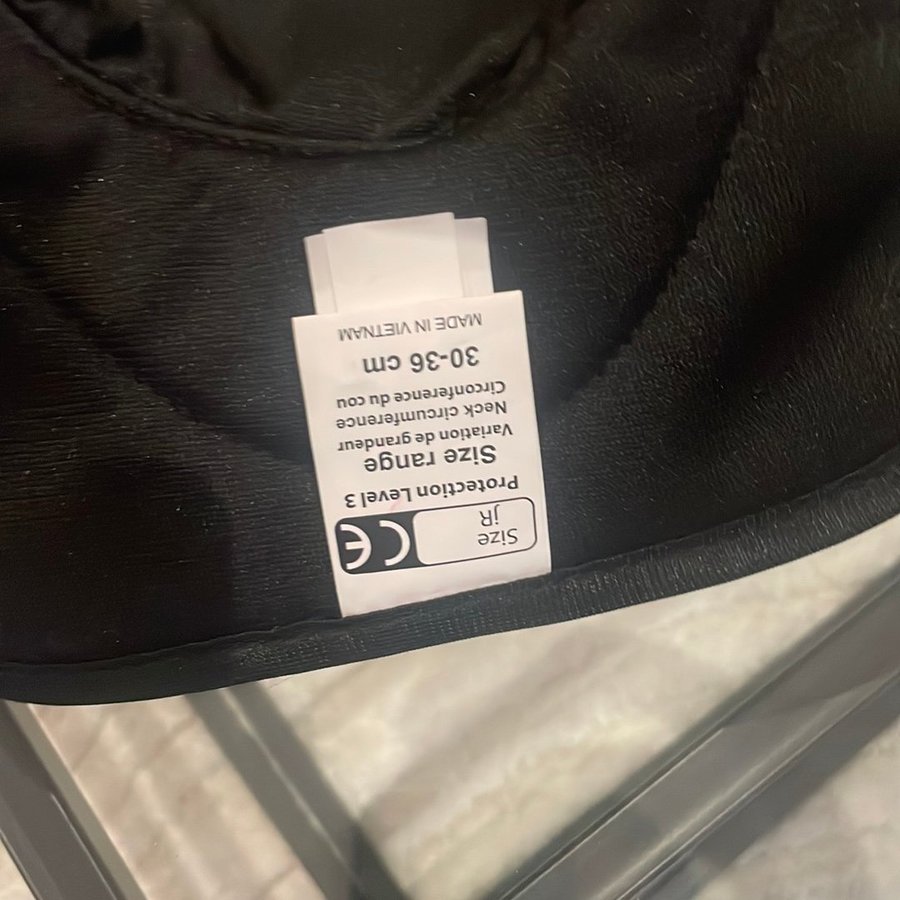 Size
jR
CE
Protection Level 3
Size range
Variation de grandeur
Neck circumference
Circonference du cou
30-36 cm
MADE IN VIETNAM